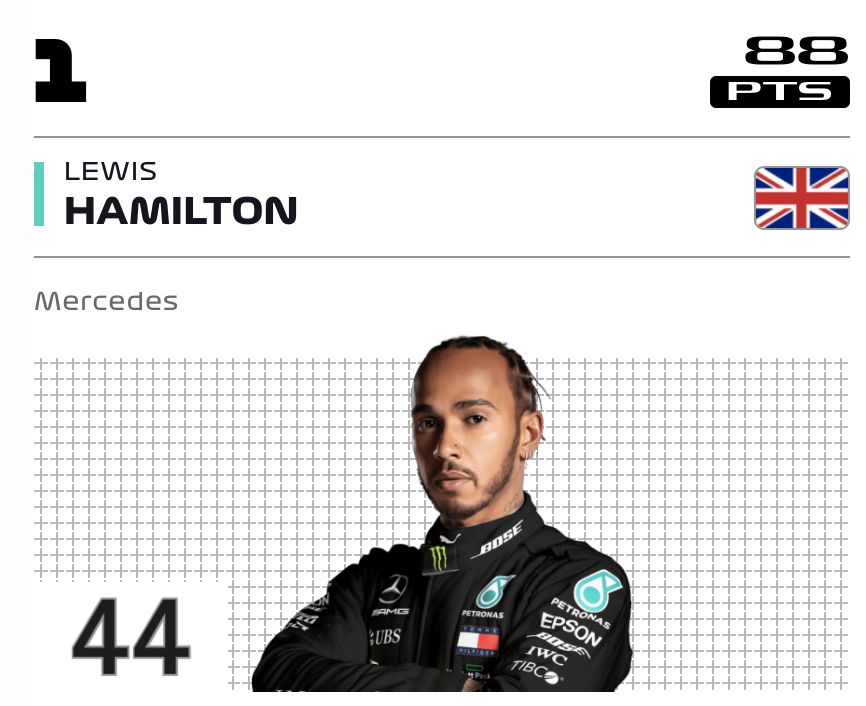 1
88
PTS
LEWIS
HAMILTON
Mercedes
44
BOSE
AMG
UBS
PETRONAS
TOMMY
HILFIGER
PETRONAS
EPSON
BOSE
IWC
TIBCO